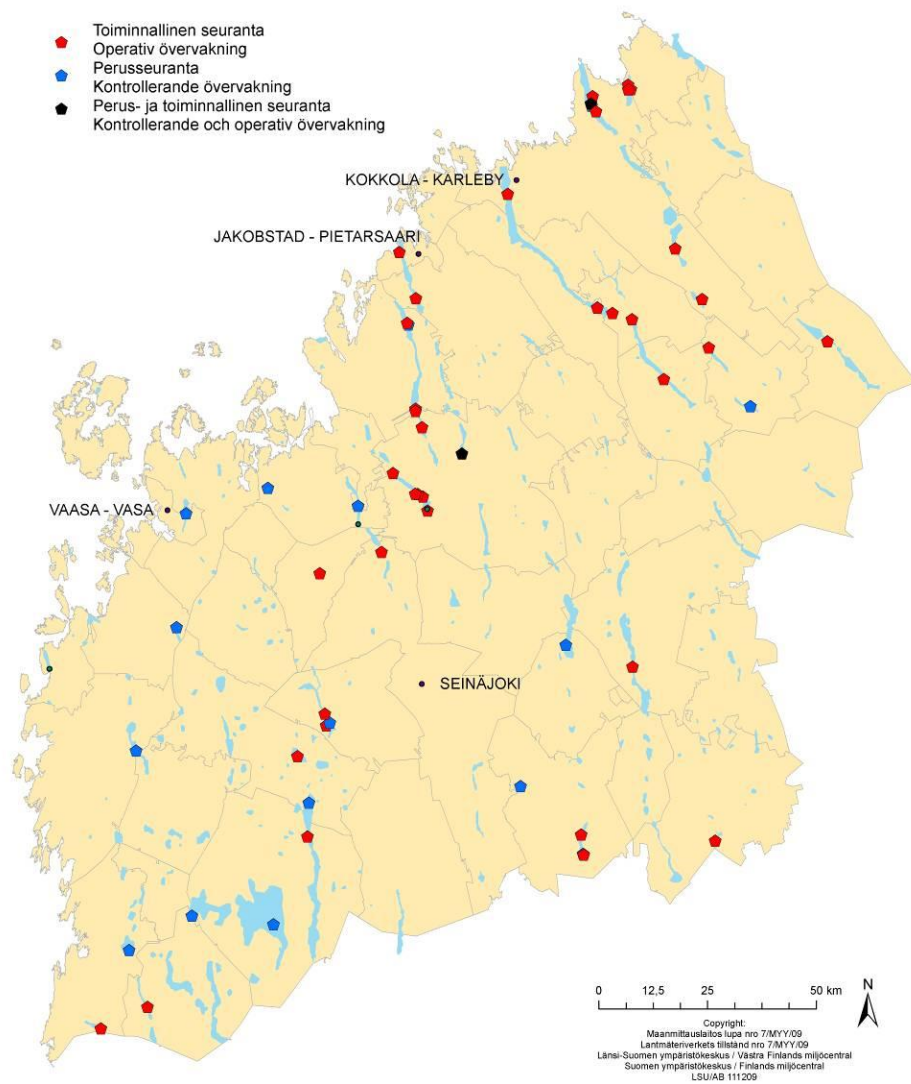 Toiminnallinen seuranta
Operativ övervakning
Perusseuranta
Kontrollerande övervakning
Perus- ja toiminnallinen seuranta
Kontrollerande och operativ övervakning
KOKKOLA - KARLEBY
JAKOBSTAD - PIETARSAARI
VAASA - VASA
SEINÄJOKI
0 12,5 25 50 km
N
Copyright:
Maanmittauslaitos lupa nro 7/MYY/09
Lantmäteriverkets tillstånd nro 7/MYY/09
Länsi-Suomen ympäristökeskus / Västra Finlands miljöcentral
Suomen ympäristökeskus / Finlands miljöcentral
LSU/AB 111209